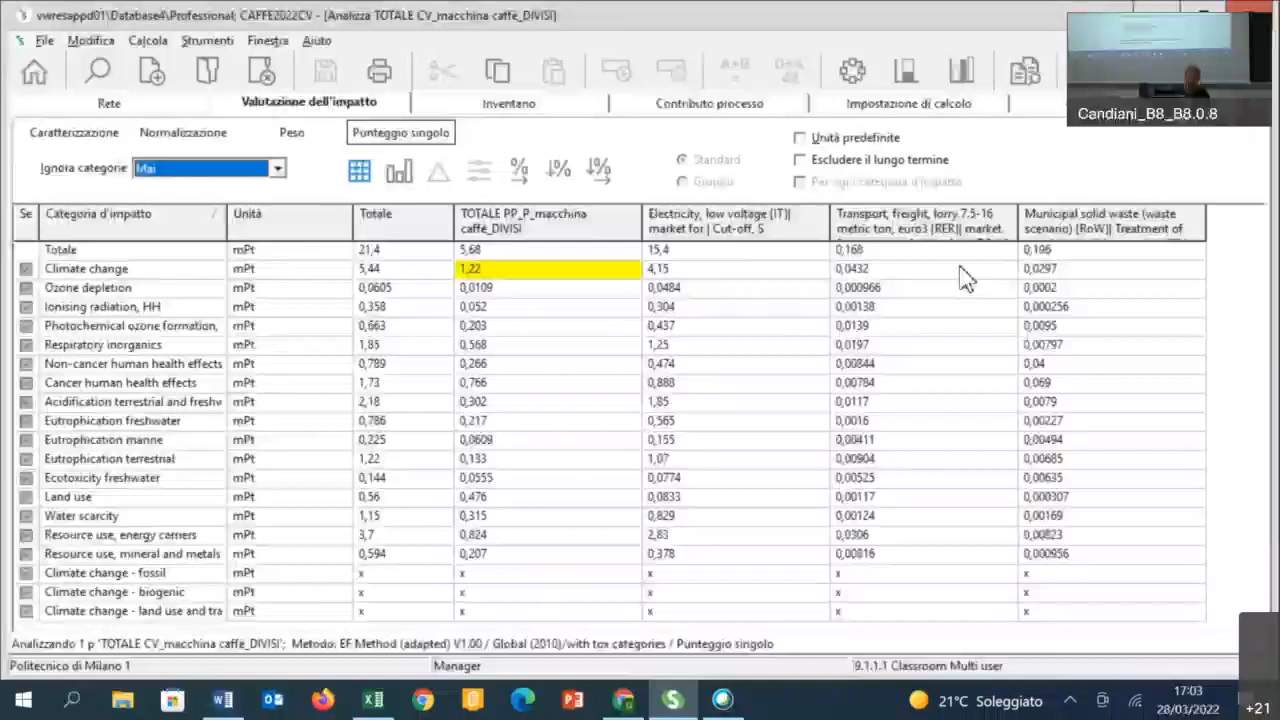 vwresappd01\Database4\Professional; CAFFE2022CV - [Analizza TOTALE CV_macchina caffè_DIVISI]
File Modifica Calcola Strumenti Finestra Aiuto
A+B
Candiani_B8_B8.0.8
Rete Valutazione dell'impatto Inventario Contributo processo Impostazione di calcolo
Caratterizzazione Normalizzazione Peso Punteggio singolo
Unità predefinite
Ignora categorie Mai Standard Escludere il lungo termine
Gruppo Per ogni categoria d'impatto
Se Categoria d'impatto Unità Totale TOTALE PP_P_macchina caffè_DIVISI Electricity, low voltage {IT}| market for | Cut-off, S Transport, freight, lorry 7.5-16 metric ton, euro3 {RER}| market Municipal solid waste (waste scenario) {RoW}| Treatment of
Totale mPt 21,4 5,68 15,4 0,168 0,196
Climate change mPt 5,44 1,22 4,15 0,0432 0,0297
Ozone depletion mPt 0,0605 0,0109 0,0484 0,000966 0,0002
Ionising radiation, HH mPt 0,358 0,052 0,304 0,00138 0,000256
Photochemical ozone formation, mPt 0,663 0,203 0,437 0,0139 0,0095
Respiratory inorganics mPt 1,85 0,568 1,25 0,0197 0,00797
Non-cancer human health effects mPt 0,789 0,266 0,474 0,00844 0,04
Cancer human health effects mPt 1,73 0,766 0,888 0,00784 0,069
Acidification terrestrial and freshw mPt 2,18 0,302 1,85 0,0117 0,0079
Eutrophication freshwater mPt 0,786 0,217 0,565 0,0016 0,00227
Eutrophication marine mPt 0,225 0,0609 0,155 0,00411 0,00494
Eutrophication terrestrial mPt 1,22 0,133 1,07 0,00904 0,00685
Ecotoxicity freshwater mPt 0,144 0,0555 0,0774 0,00525 0,00635
Land use mPt 0,56 0,476 0,0833 0,00117 0,000307
Water scarcity mPt 1,15 0,315 0,829 0,00124 0,00169
Resource use, energy carriers mPt 3,7 0,824 2,83 0,0306 0,00823
Resource use, mineral and metals mPt 0,594 0,207 0,378 0,00816 0,000956
Climate change - fossil mPt x x x x
Climate change - biogenic mPt x x x x
Climate change - land use and tra mPt x x x x
Analizzando 1 p 'TOTALE CV_macchina caffè_DIVISI'; Metodo: EF Method (adapted) V1.00 / Global (2010)/with tox categories / Punteggio singolo
Politecnico di Milano 1 Manager 9.1.1.1 Classroom Multi user
21°C Soleggiato
17:03
28/03/2022
+21